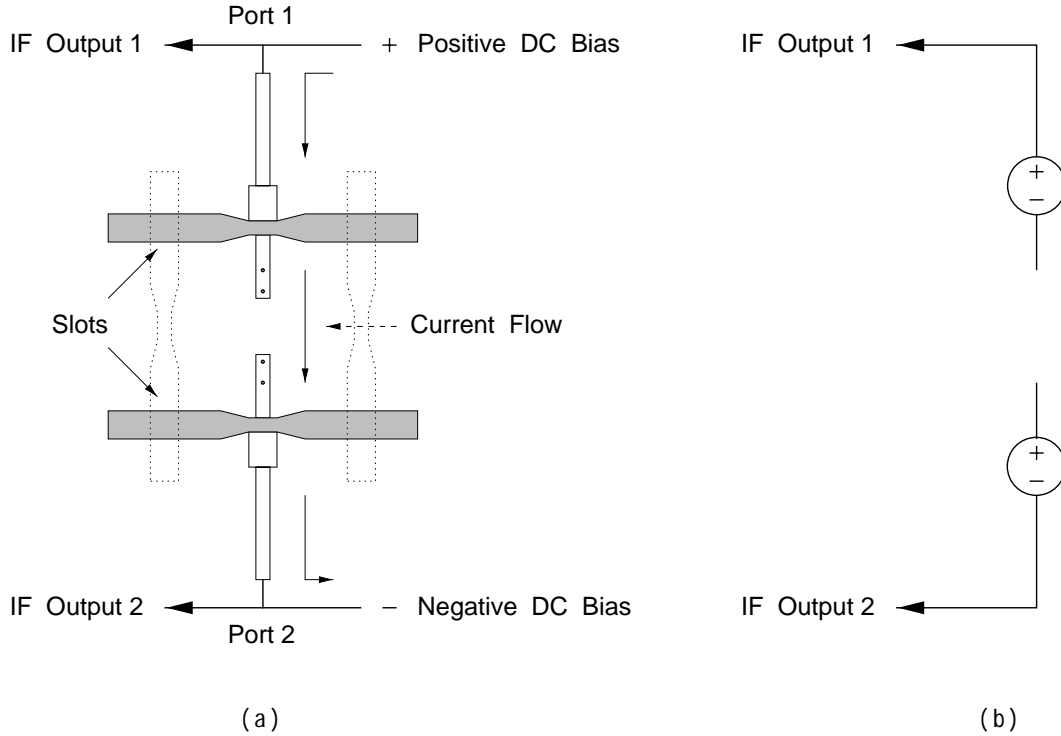 Port 1
IF Output 1
+ Positive DC Bias
IF Output 1
+
−
Slots
Current Flow
+
−
IF Output 2
− Negative DC Bias
IF Output 2
Port 2
(a)
(b)